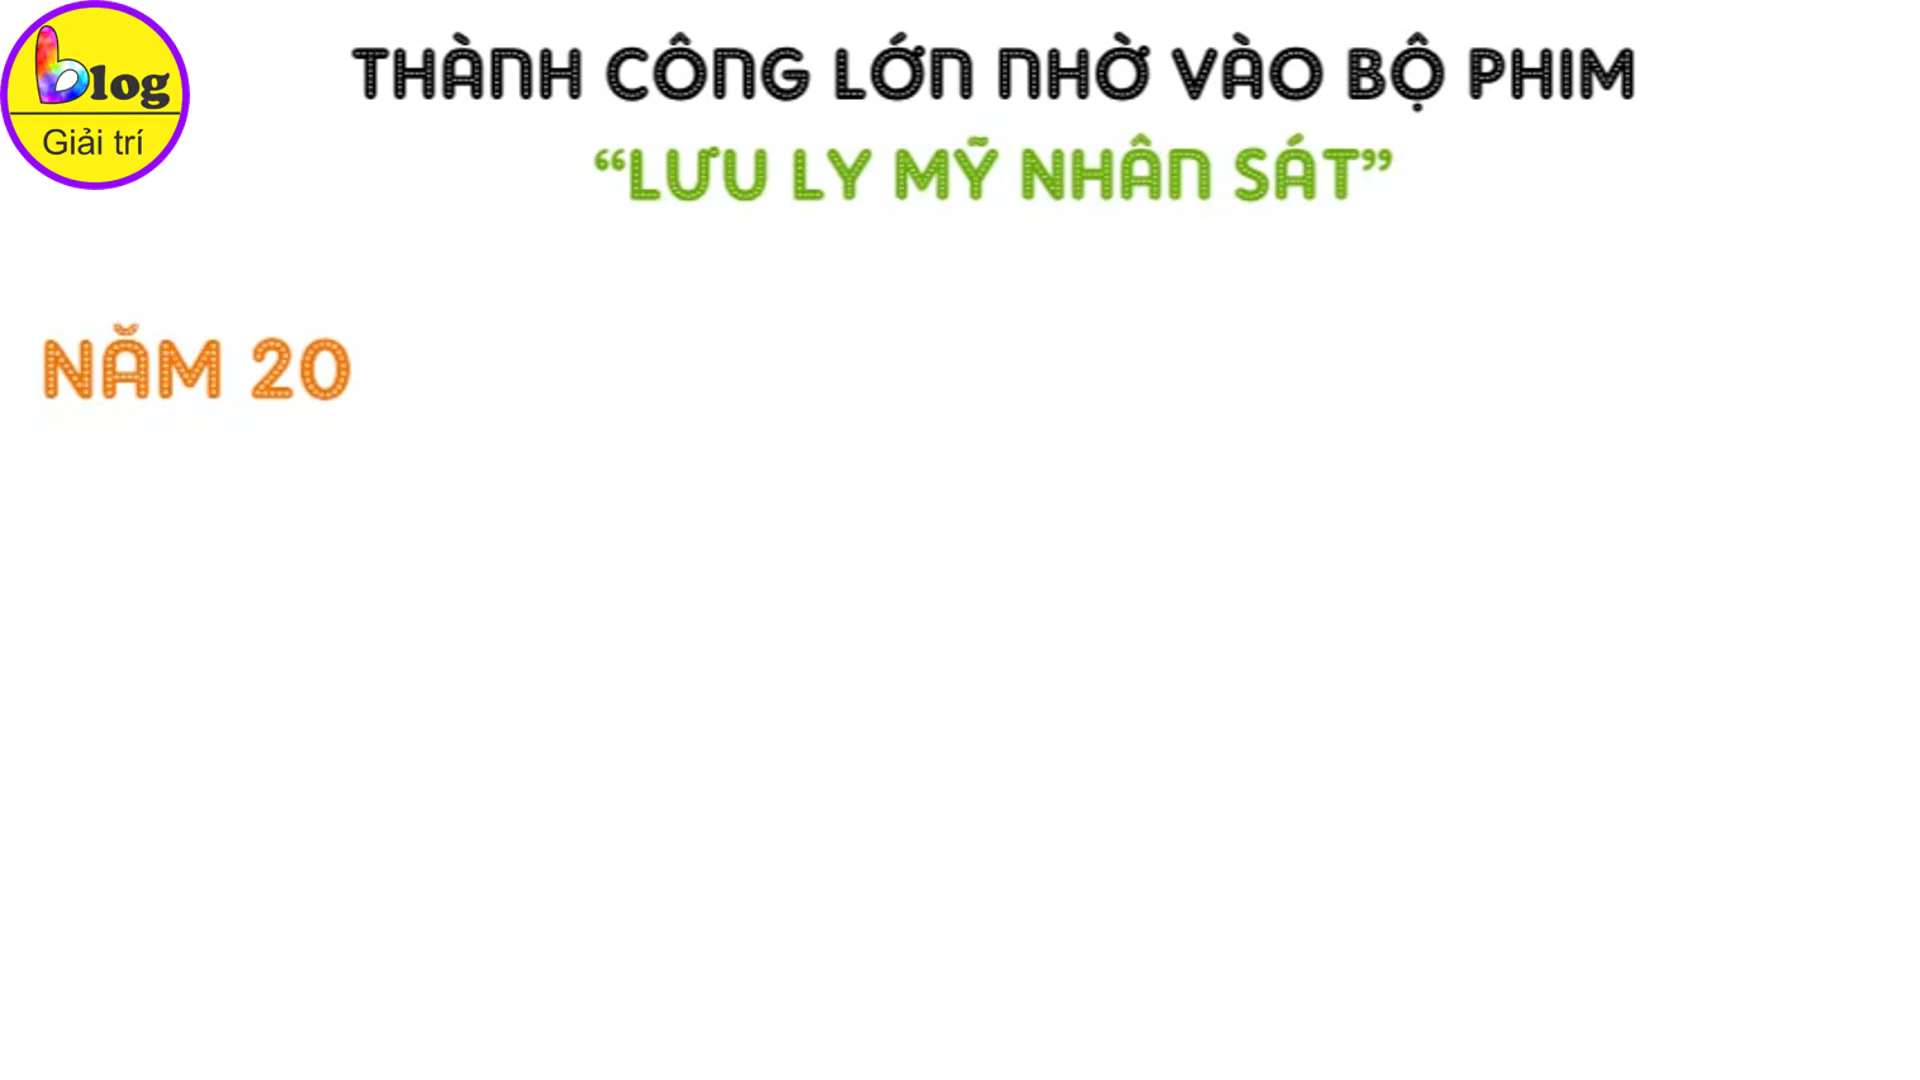 blog
Giải trí
THÀNH CÔNG LỚN NHỜ VÀO BỘ PHIM
“LƯU LY MỸ NHÂN SÁT”
NĂM 20